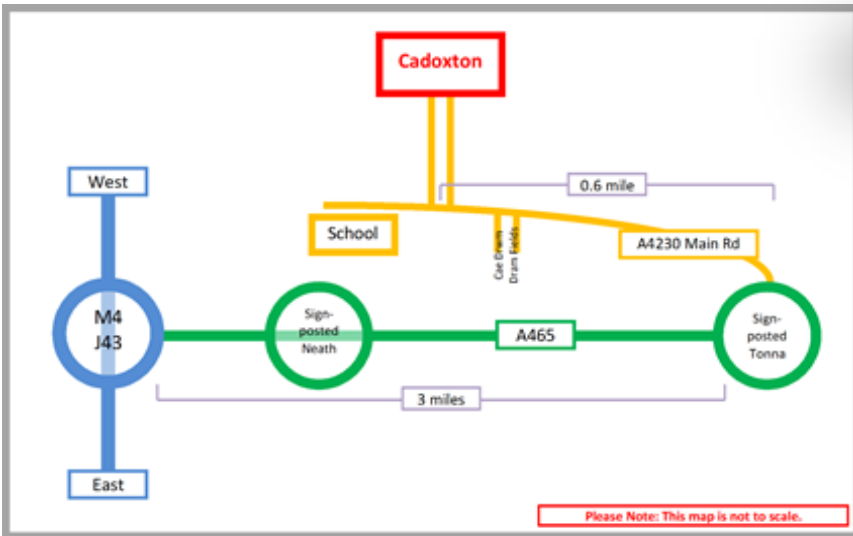 Cadoxton
West
0.6 mile
School
Cae Dram
Dram Fields
A4230 Main Rd
M4
J43
Sign-
posted
Neath
A465
Sign-
posted
Tonna
3 miles
East
Please Note: This map is not to scale.